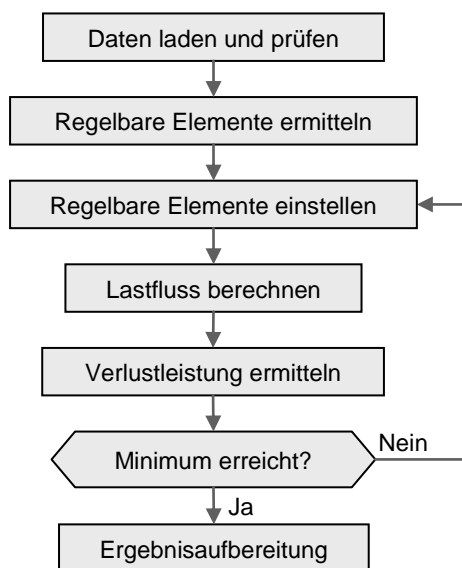 Daten laden und prüfen
Regelbare Elemente ermitteln
Regelbare Elemente einstellen
Lastfluss berechnen
Verlustleistung ermitteln
Minimum erreicht?
Nein
Ja
Ergebnisaufbereitung